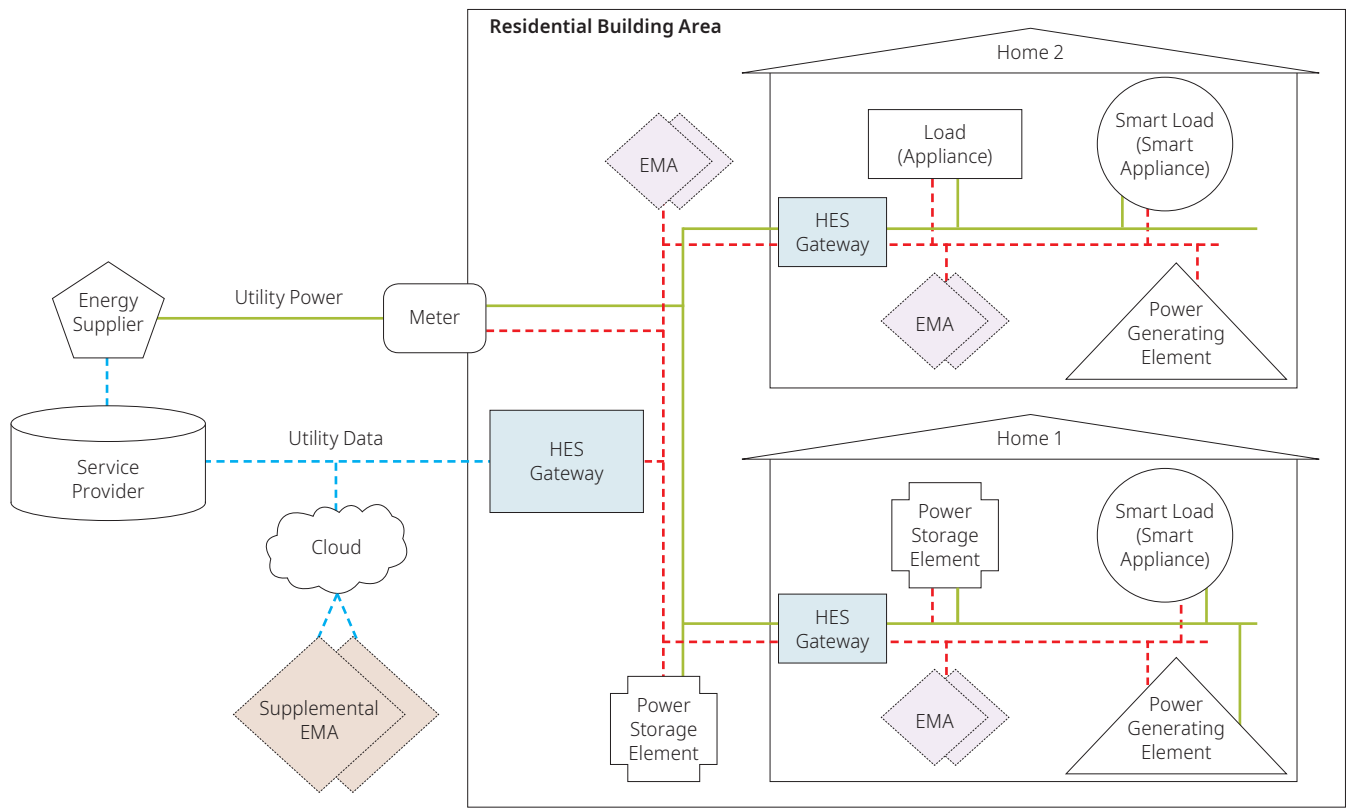 Residential Building Area
Home 2
Load
(Appliance)
Smart Load
(Smart
Appliance)
EMA
HES
Gateway
EMA
Power
Generating
Element
Energy
Supplier
Utility Power
Meter
Service
Provider
Utility Data
HES
Gateway
Cloud
Supplemental
EMA
Home 1
Power
Storage
Element
Smart Load
(Smart
Appliance)
HES
Gateway
EMA
Power
Generating
Element
Power
Storage
Element